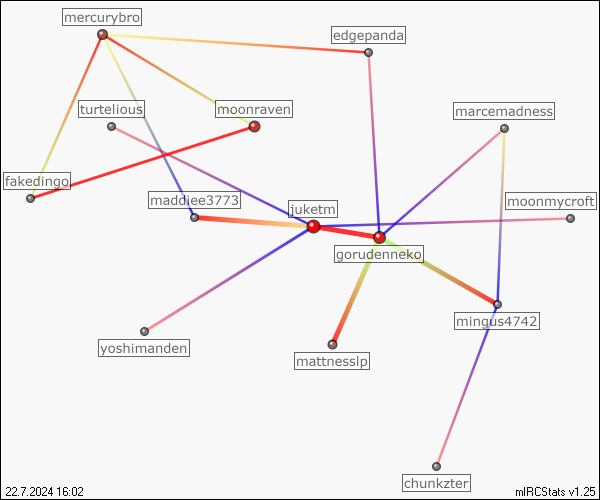 mercurybro
edgepanda
turtelious
moonraven
marcemadness
fakedingo
maddiee3773
juketm
moonmycroft
gorudenneko
mingus4742
yoshimanden
mattnesslp
chunkzter
22.7.2024 16:02
mIRCStats v1.25